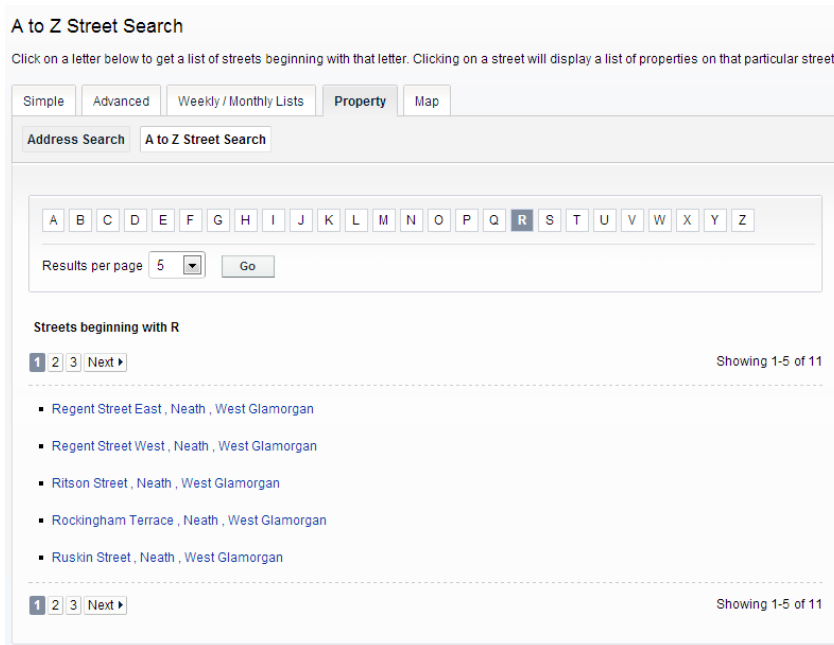 A to Z Street Search
Click on a letter below to get a list of streets beginning with that letter. Clicking on a street will display a list of properties on that particular street
Simple Advanced Weekly / Monthly Lists Property Map
Address Search A to Z Street Search
A B C D E F G H I J K L M N O P Q R S T U V W X Y Z
Results per page 5 Go
Streets beginning with R
1 2 3 Next Showing 1-5 of 11
Regent Street East , Neath , West Glamorgan
Regent Street West , Neath , West Glamorgan
Ritson Street , Neath , West Glamorgan
Rockingham Terrace , Neath , West Glamorgan
Ruskin Street , Neath , West Glamorgan
1 2 3 Next Showing 1-5 of 11